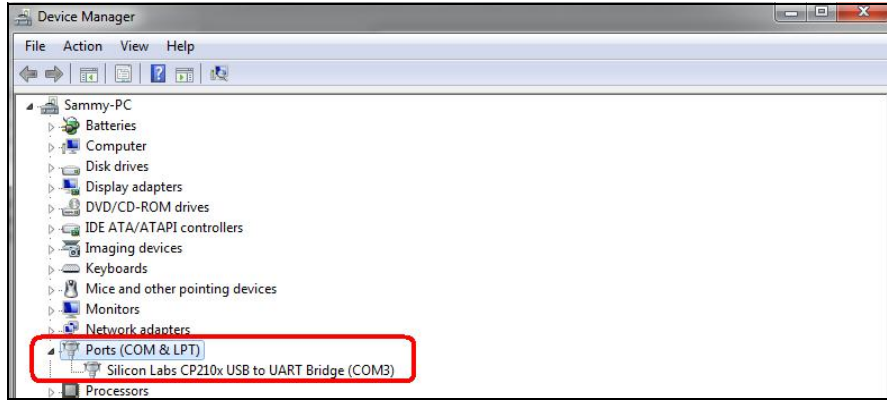 Device Manager
File Action View Help
Sammy-PC
Batteries
Computer
Disk drives
Display adapters
DVD/CD-ROM drives
IDE ATA/ATAPI controllers
Imaging devices
Keyboards
Mice and other pointing devices
Monitors
Network adapters
Ports (COM & LPT)
Silicon Labs CP210x USB to UART Bridge (COM3)
Processors